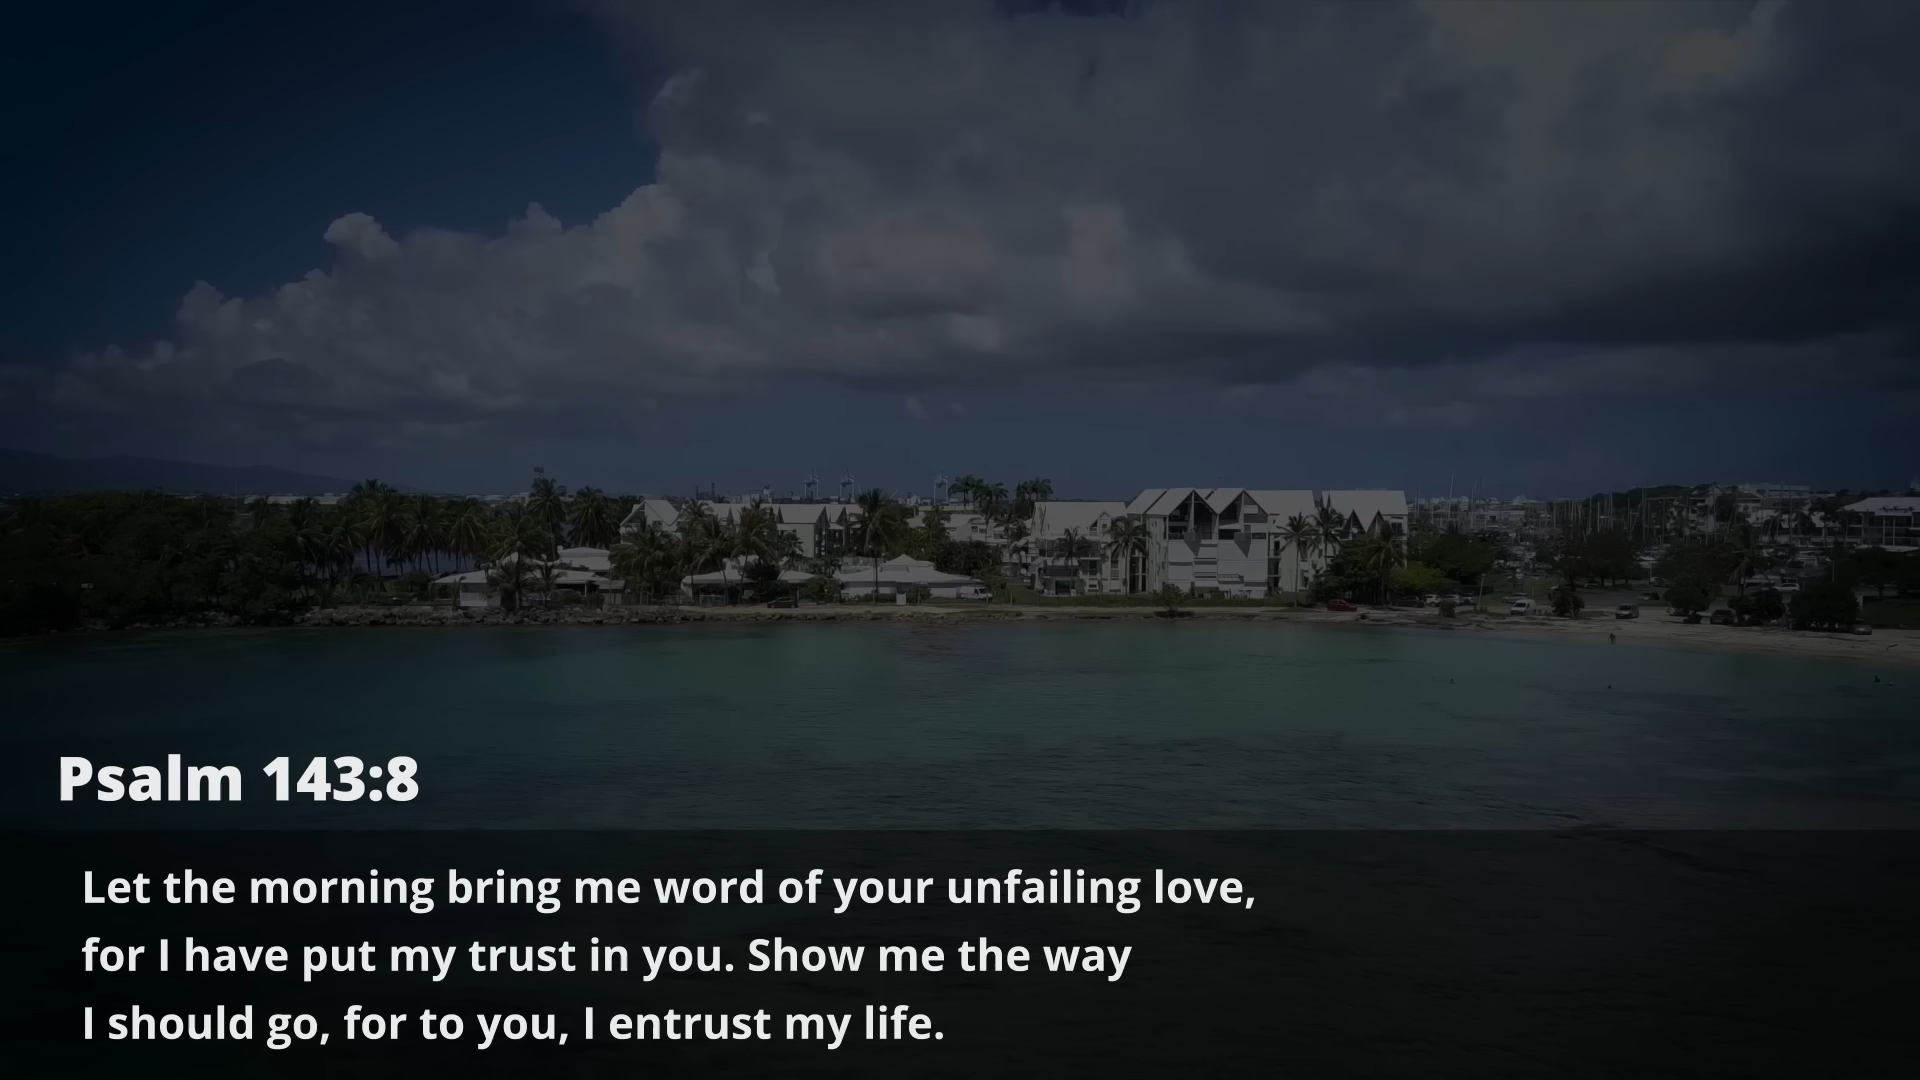 Psalm 143:8
Let the morning bring me word of your unfailing love,
for I have put my trust in you. Show me the way
I should go, for to you, I entrust my life.